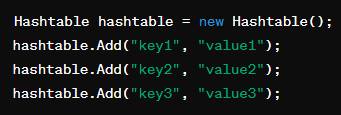 Hashtable hashtable = new Hashtable();
hashtable.Add("key1", "value1");
hashtable.Add("key2", "value2");
hashtable.Add("key3", "value3");